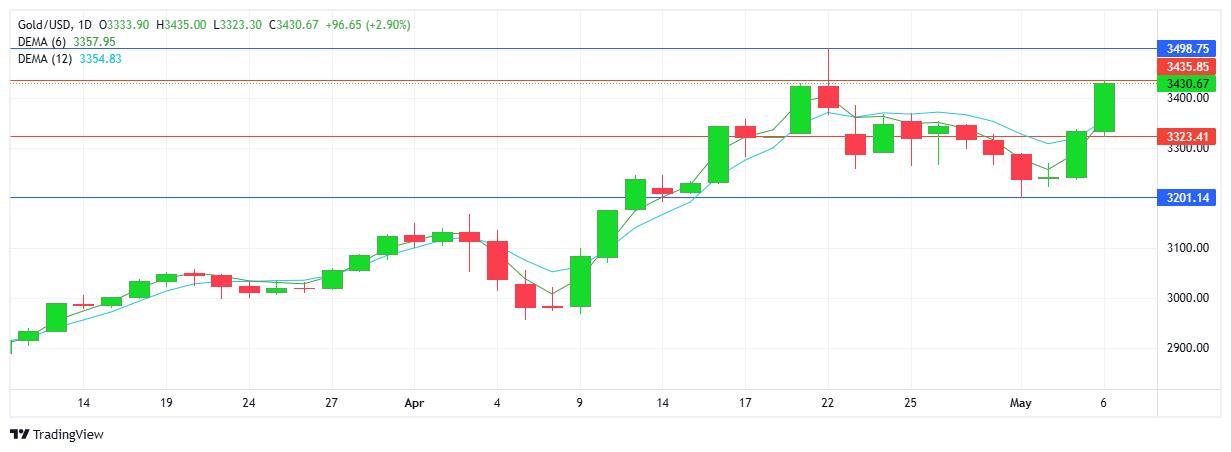 Gold/USD, 1D O3333.90 H3435.00 L3323.30 C3430.67 +96.65 (+2.90%)
DEMA (6) 3357.95
DEMA (12) 3354.83
3498.75
3435.85
3430.67
3400.00
3323.41
3300.00
3201.14
3100.00
3000.00
2900.00
14 19 24 27 Apr 4 9 14 17 22 25 May 6
TradingView